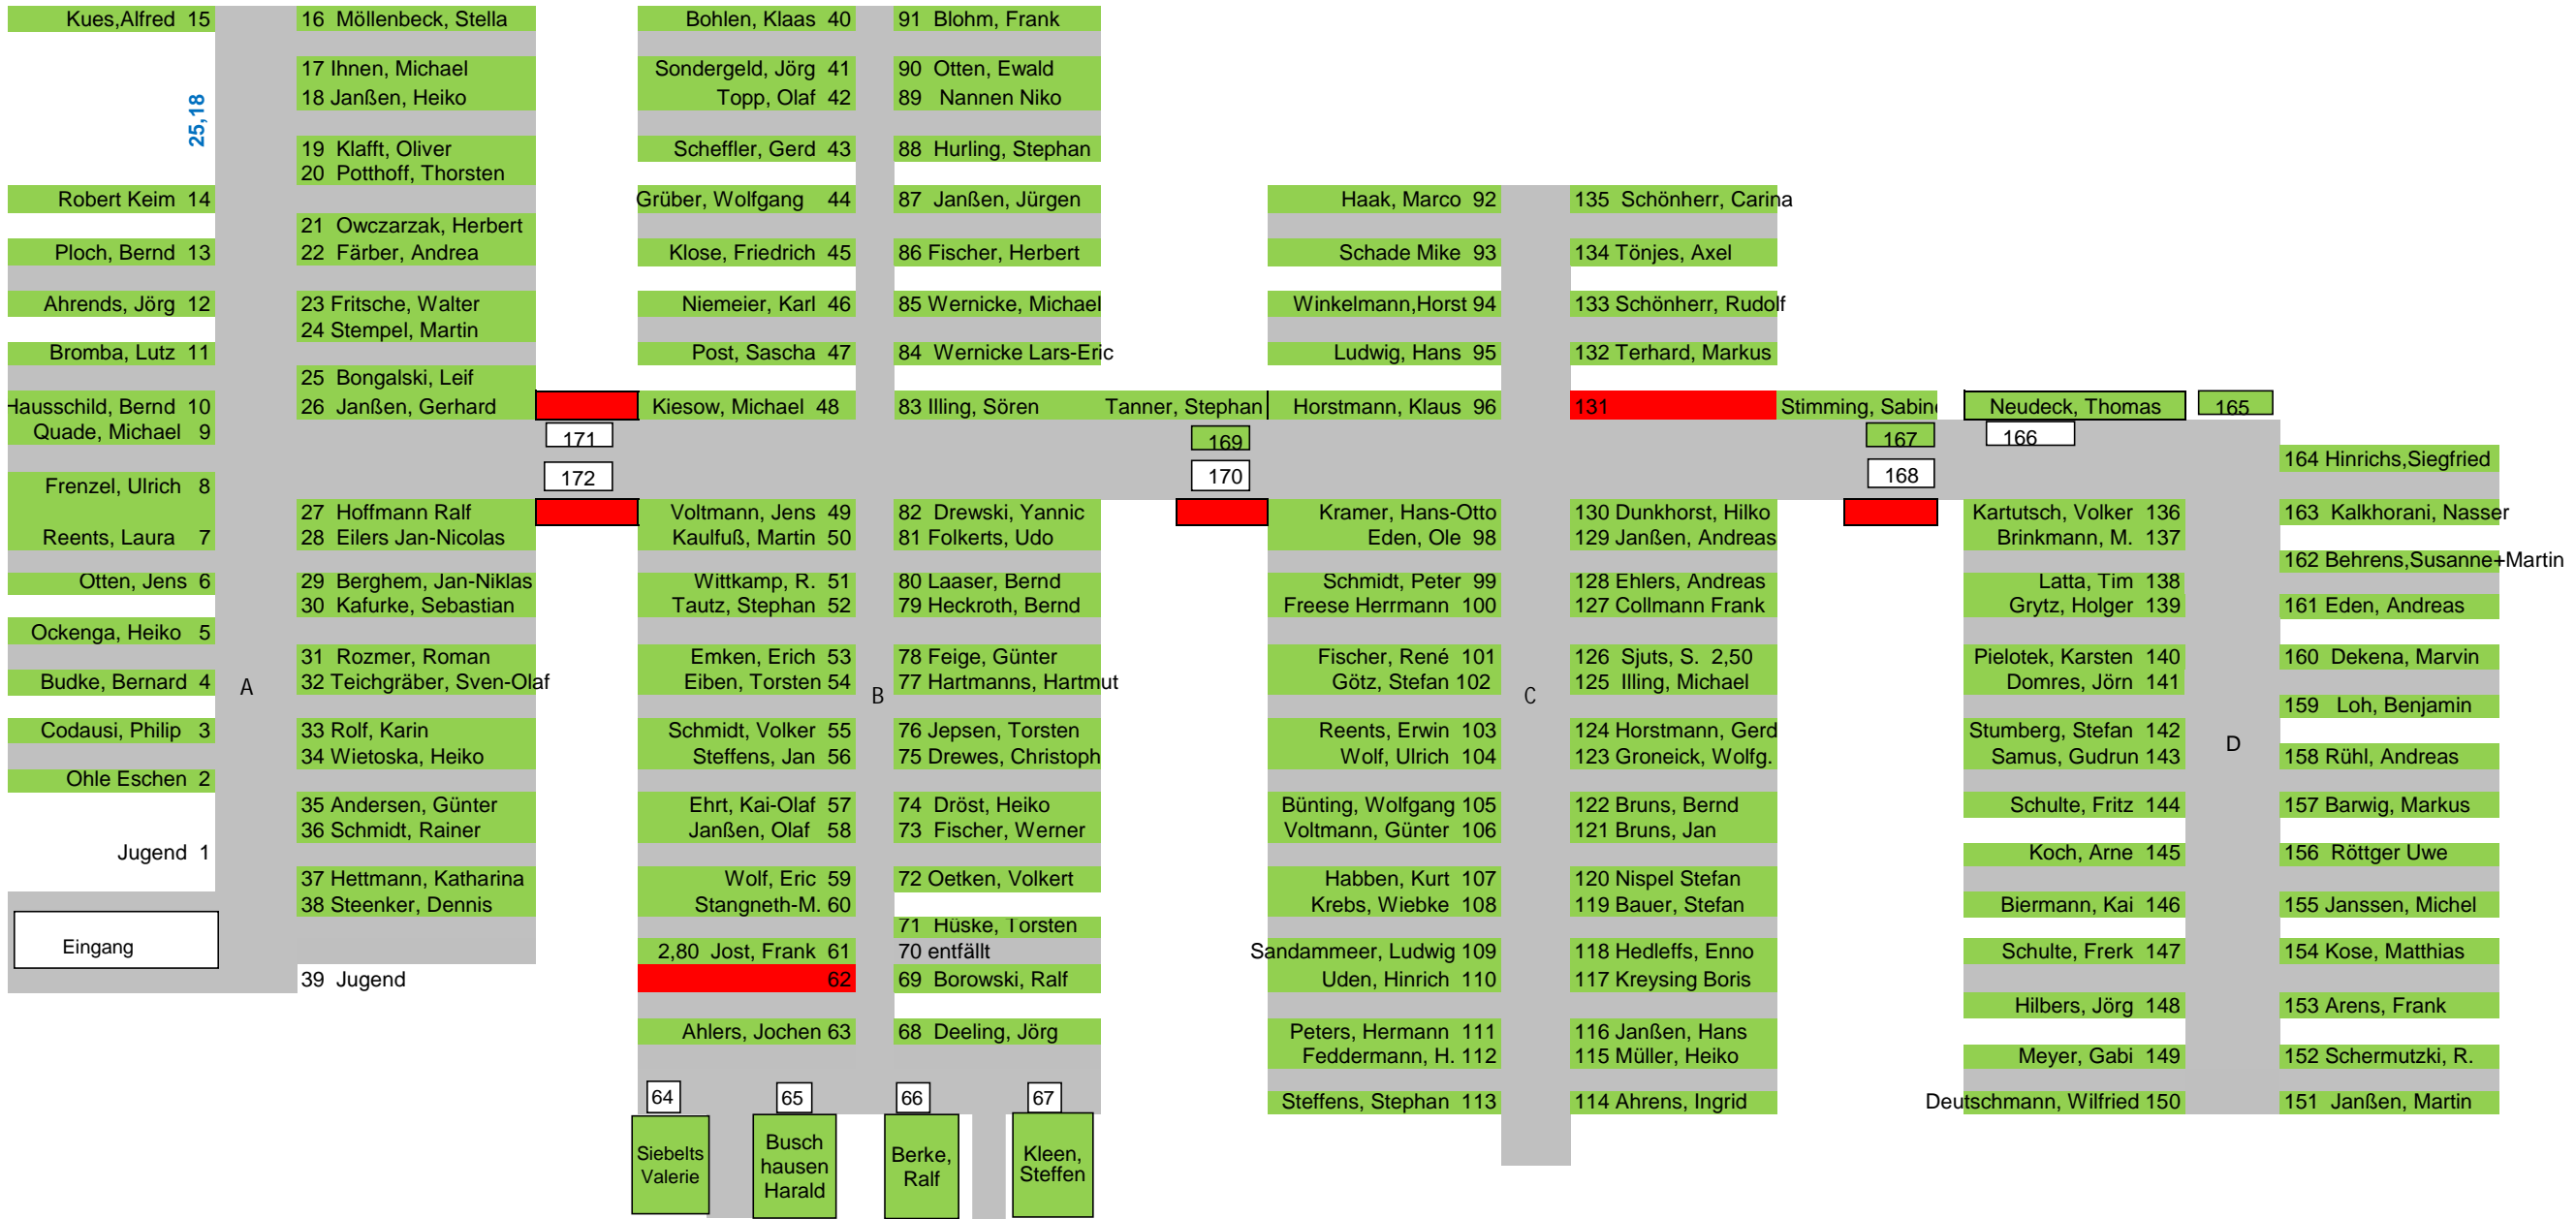 Kues,Alfred 15
16 Möllenbeck, Stella
Bohlen, Klaas 40
91 Blohm, Frank
17 Ihnen, Michael
Sondergeld, Jörg 41
90 Otten, Ewald
25,18
18 Janßen, Heiko
Topp, Olaf 42
89 Nannen Niko
19 Klafft, Oliver
Scheffler, Gerd 43
88 Hurling, Stephan
20 Potthoff, Thorsten
Robert Keim 14
Grüber, Wolfgang 44
87 Janßen, Jürgen
Haak, Marco 92
135 Schönherr, Carina
21 Owczarzak, Herbert
Ploch, Bernd 13
22 Färber, Andrea
Klose, Friedrich 45
86 Fischer, Herbert
Schade Mike 93
134 Tönjes, Axel
Ahrends, Jörg 12
23 Fritsche, Walter
Niemeier, Karl 46
85 Wernicke, Michael
Winkelmann,Horst 94
133 Schönherr, Rudolf
24 Stempel, Martin
Bromba, Lutz 11
Post, Sascha 47
84 Wernicke Lars-Eric
Ludwig, Hans 95
132 Terhard, Markus
25 Bongalski, Leif
Hausschild, Bernd 10
26 Janßen, Gerhard
Kiesow, Michael 48
83 Illing, Sören
Tanner, Stephan
Horstmann, Klaus 96
131
Stimming, Sabine
Neudeck, Thomas
165
Quade, Michael 9
171
169
167
166
164 Hinrichs,Siegfried
172
170
168
Frenzel, Ulrich 8
27 Hoffmann Ralf
Voltmann, Jens 49
82 Drewski, Yannic
Kramer, Hans-Otto
130 Dunkhorst, Hilko
Kartutsch, Volker 136
163 Kalkhorani, Nasser
Reents, Laura 7
28 Eilers Jan-Nicolas
Kaulfuß, Martin 50
81 Folkerts, Udo
Eden, Ole 98
129 Janßen, Andreas
Brinkmann, M. 137
162 Behrens,Susanne+Martin
Otten, Jens 6
29 Berghem, Jan-Niklas
Wittkamp, R. 51
80 Laaser, Bernd
Schmidt, Peter 99
128 Ehlers, Andreas
Latta, Tim 138
30 Kafurke, Sebastian
Tautz, Stephan 52
79 Heckroth, Bernd
Freese Herrmann 100
127 Collmann Frank
Grytz, Holger 139
161 Eden, Andreas
Ockenga, Heiko 5
31 Rozmer, Roman
Emken, Erich 53
78 Feige, Günter
Fischer, René 101
126 Sjuts, S. 2,50
Pielotek, Karsten 140
160 Dekena, Marvin
Budke, Bernard 4
A
32 Teichgräber, Sven-Olaf
Eiben, Torsten 54
B
77 Hartmanns, Hartmut
Götz, Stefan 102
C
125 Illing, Michael
Domres, Jörn 141
159 Loh, Benjamin
Codausi, Philip 3
33 Rolf, Karin
Schmidt, Volker 55
76 Jepsen, Torsten
Reents, Erwin 103
124 Horstmann, Gerd
Stumberg, Stefan 142
D
34 Wietoska, Heiko
Steffens, Jan 56
75 Drewes, Christoph
Wolf, Ulrich 104
123 Groneick, Wolfg.
Samus, Gudrun 143
158 Rühl, Andreas
Ohle Eschen 2
35 Andersen, Günter
Ehrt, Kai-Olaf 57
74 Dröst, Heiko
Bünting, Wolfgang 105
122 Bruns, Bernd
Schulte, Fritz 144
157 Barwig, Markus
36 Schmidt, Rainer
Janßen, Olaf 58
73 Fischer, Werner
Voltmann, Günter 106
121 Bruns, Jan
Jugend 1
Koch, Arne 145
156 Röttger Uwe
37 Hettmann, Katharina
Wolf, Eric 59
72 Oetken, Volkert
Habben, Kurt 107
120 Nispel Stefan
38 Steenker, Dennis
Stangneth-M. 60
Krebs, Wiebke 108
119 Bauer, Stefan
Biermann, Kai 146
155 Janssen, Michel
71 Hüske, Torsten
Eingang
2,80 Jost, Frank 61
70 entfällt
Sandammeer, Ludwig 109
118 Hedleffs, Enno
Schulte, Frerk 147
154 Kose, Matthias
39 Jugend
62
69 Borowski, Ralf
Uden, Hinrich 110
117 Kreysing Boris
Hilbers, Jörg 148
153 Arens, Frank
Ahlers, Jochen 63
68 Deeling, Jörg
Peters, Hermann 111
116 Janßen, Hans
Feddermann, H. 112
115 Müller, Heiko
Meyer, Gabi 149
152 Schermutzki, R.
64
65
66
67
Steffens, Stephan 113
114 Ahrens, Ingrid
Deutschmann, Wilfried 150
151 Janßen, Martin
Siebelts
Valerie
Busch
hausen
Harald
Berke,
Ralf
Kleen,
Steffen